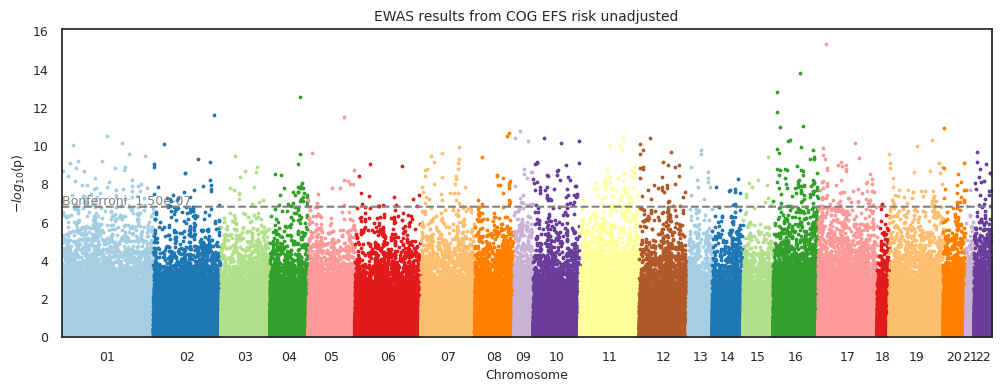 EWAS results from COG EFS risk unadjusted
16
14
12
10
8
6
4
2
0
−log10(p)
Bonferroni: 1.50e-07
01 02 03 04 05 06 07 08 09 10 11 12 13 14 15 16 17 18 19 20 21 22
Chromosome